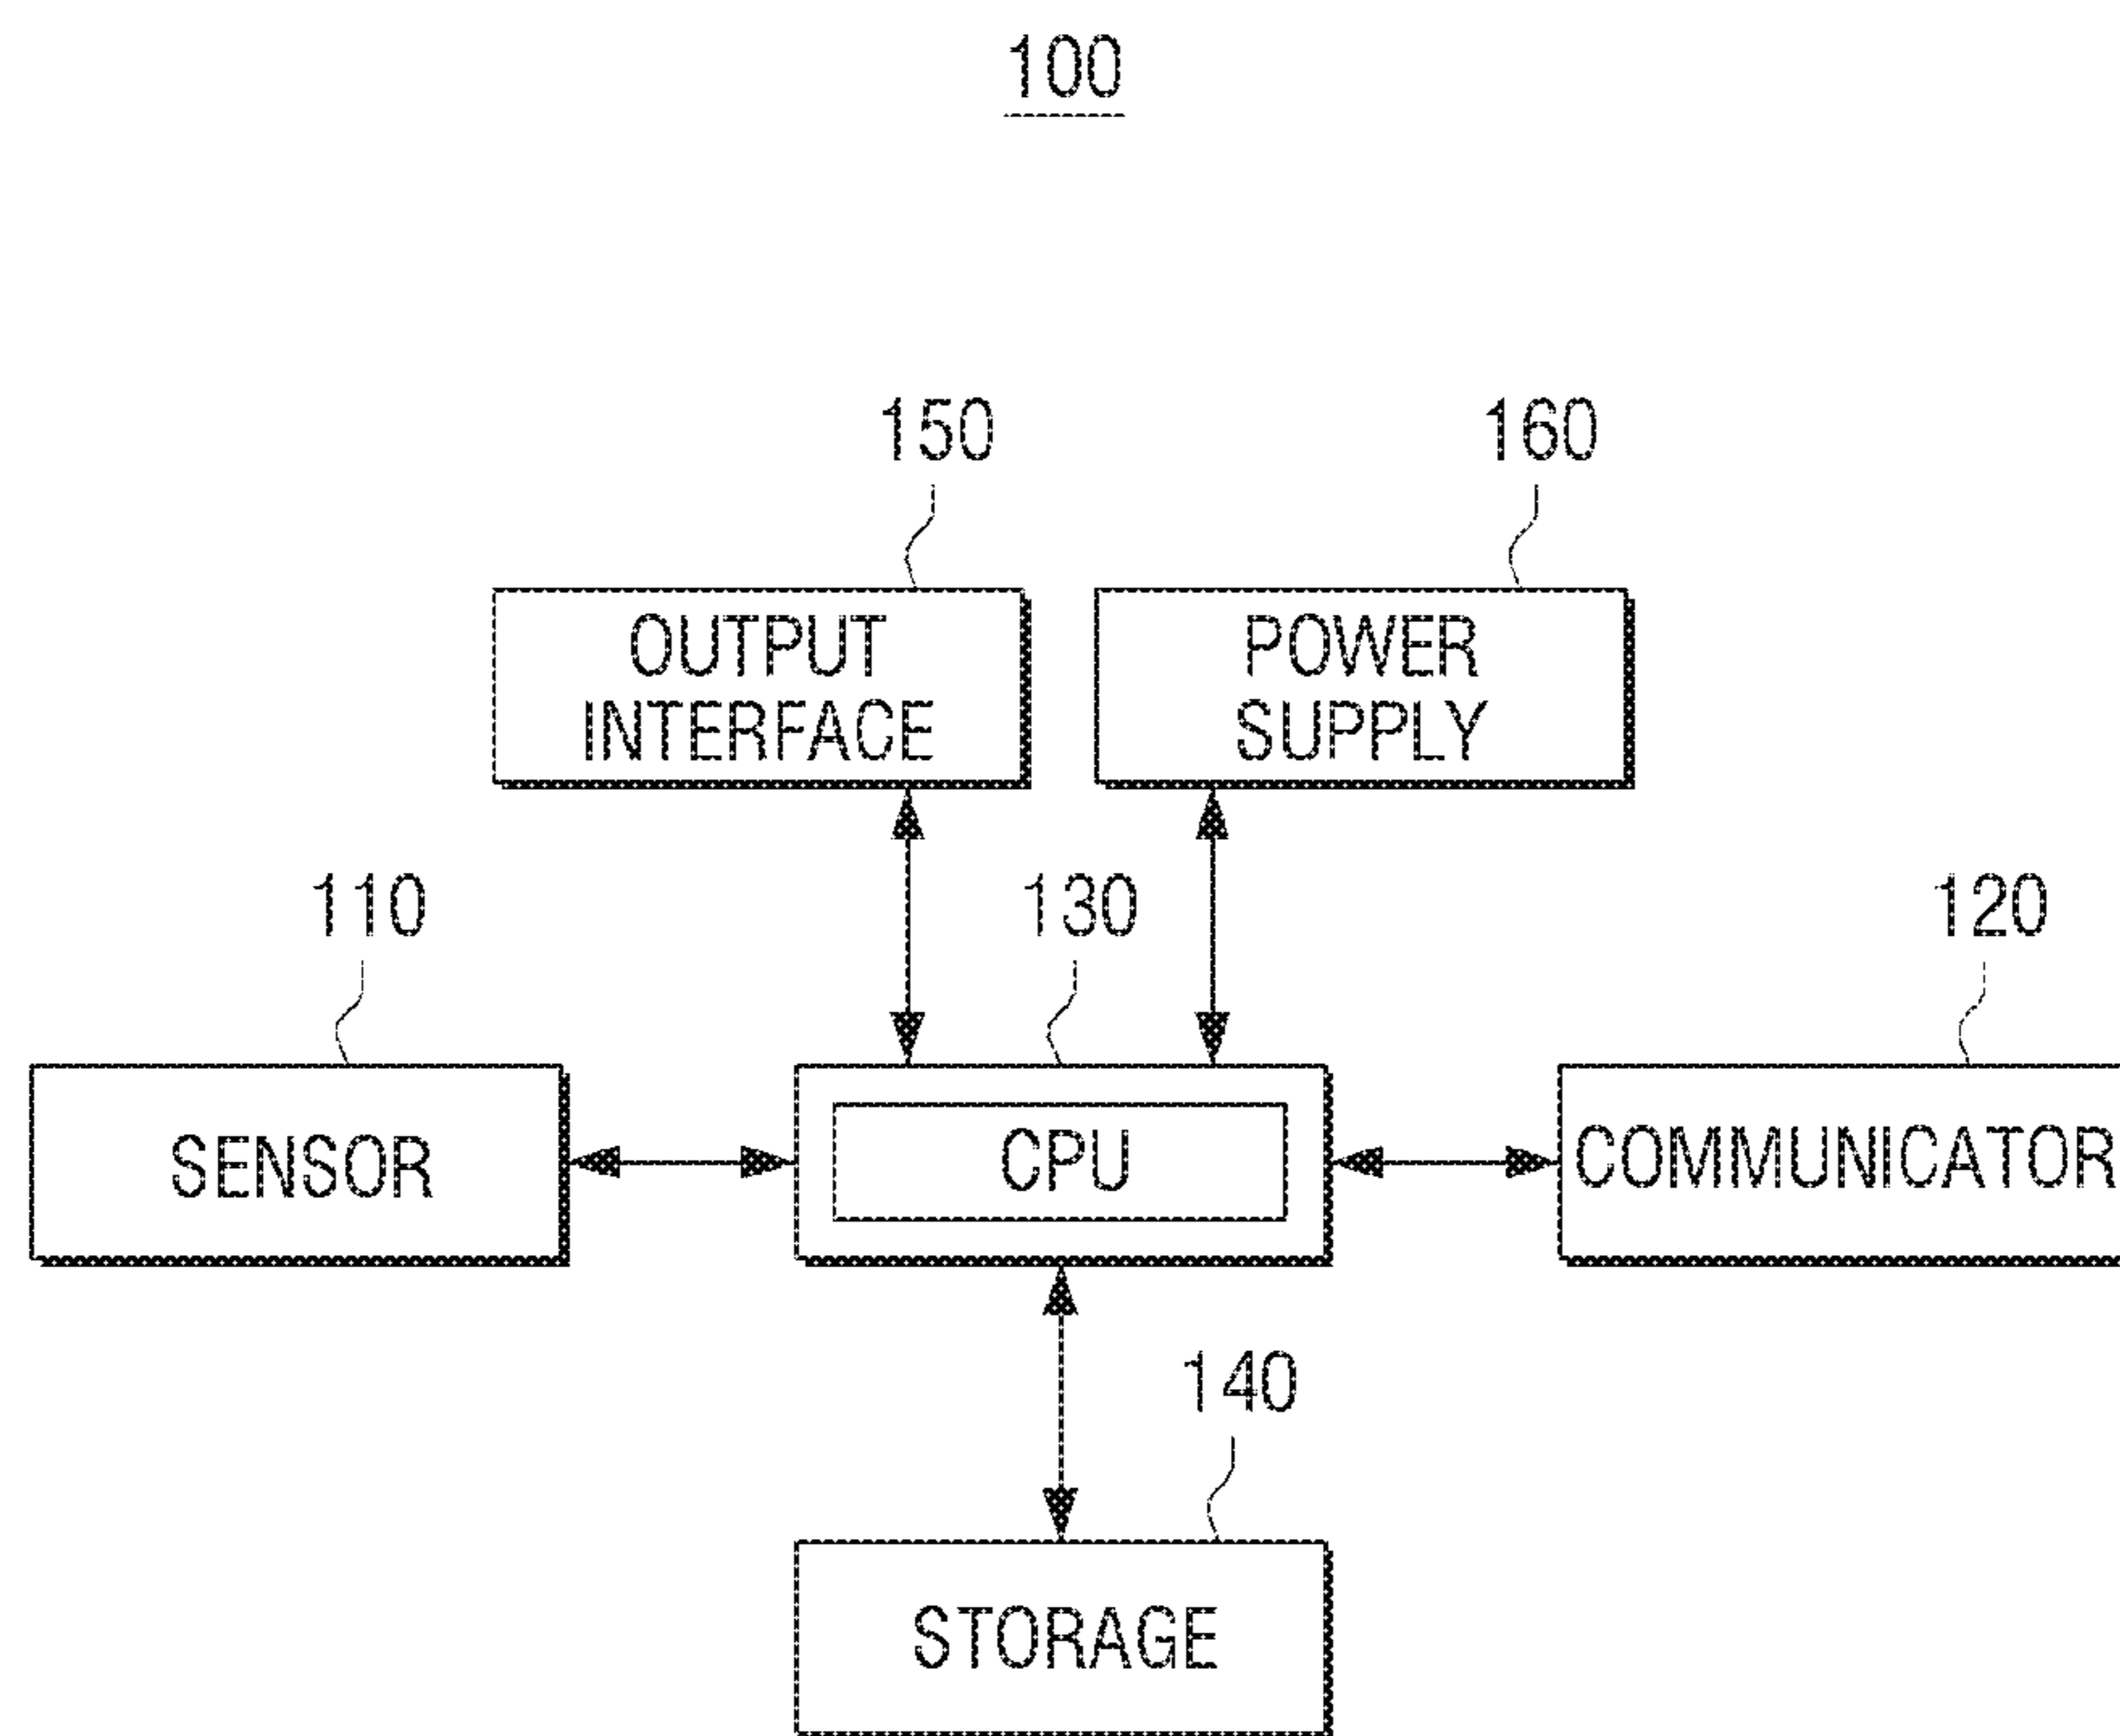 100
150
160
OUTPUT
INTERFACE
POWER
SUPPLY
110
130
120
SENSOR
CPU
COMMUNICATOR
140
STORAGE